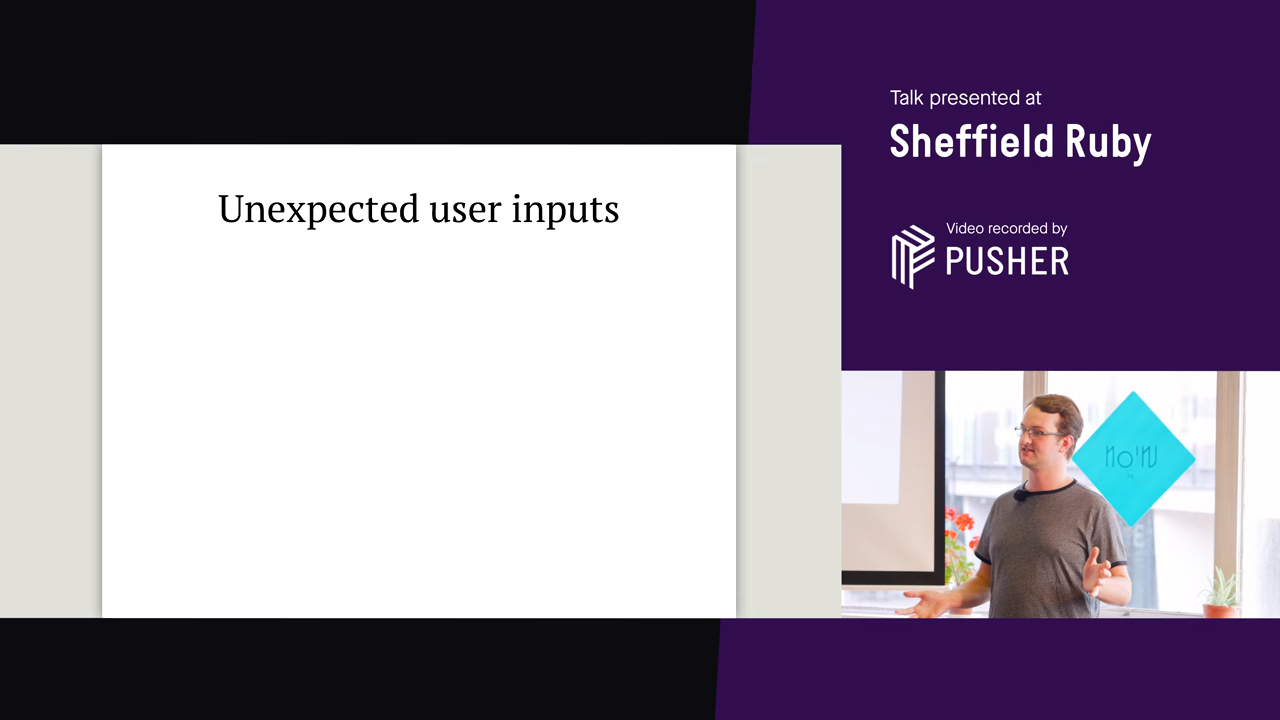 Unexpected user inputs
Talk presented at
Sheffield Ruby
Video recorded by
PUSHER